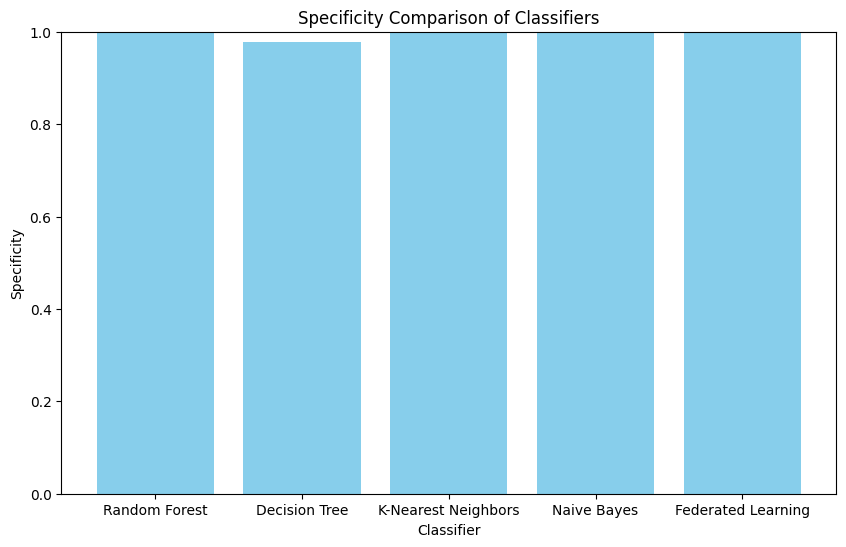 Specificity Comparison of Classifiers
1.0
0.8
0.6
0.4
0.2
0.0
Specificity
Random Forest
Decision Tree
K-Nearest Neighbors
Naive Bayes
Federated Learning
Classifier